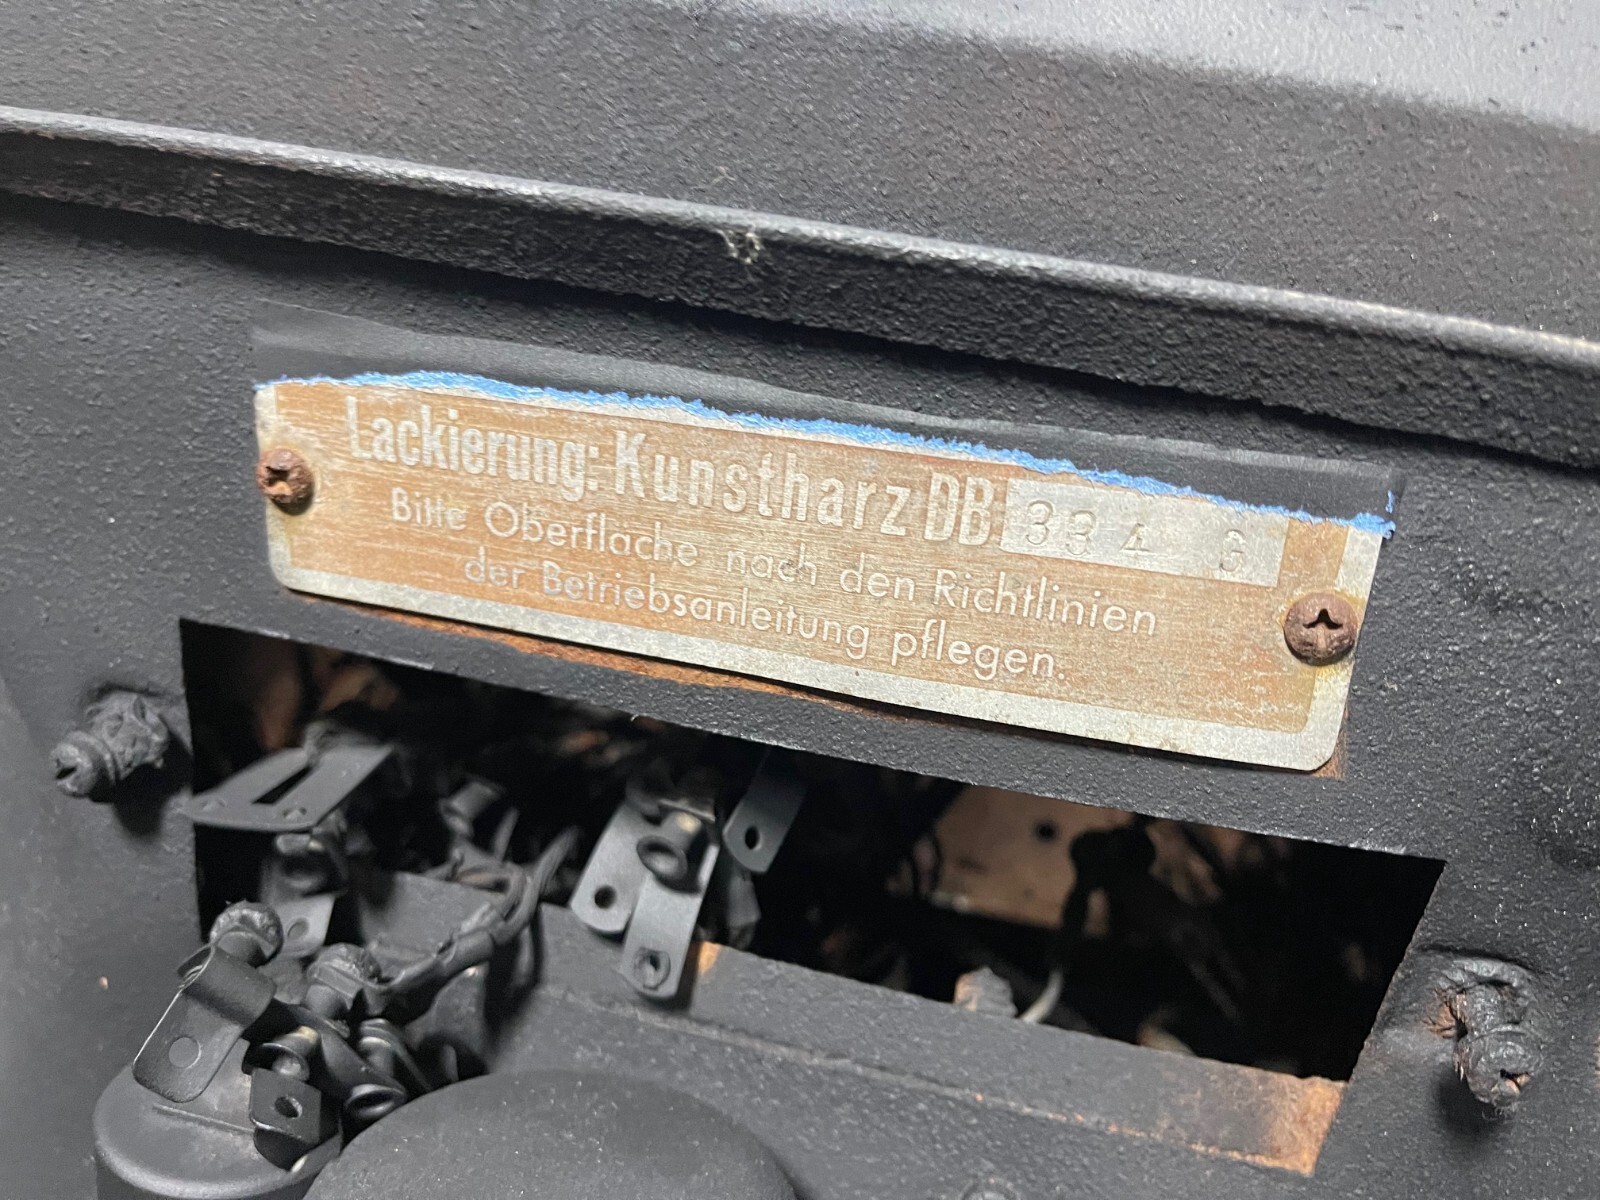 Lackierung: Kunstharz DB 334 G
Bitte Oberfläche nach den Richtlinien
der Betriebsanleitung pflegen.